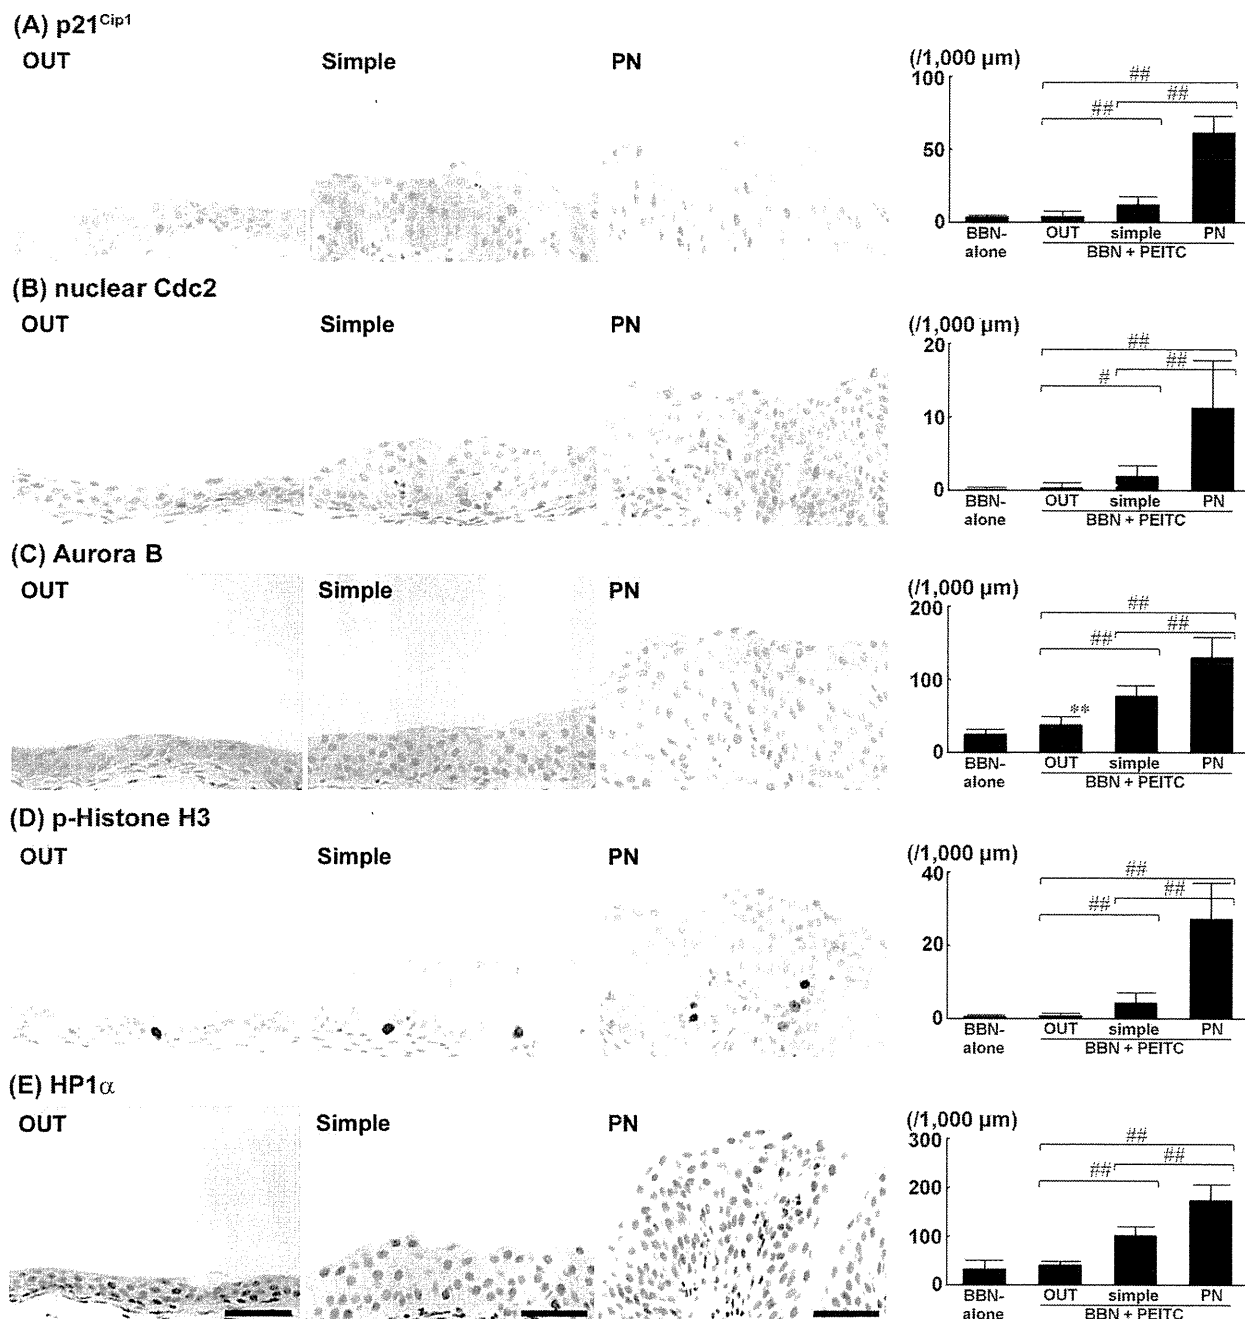 (A) p21Cip1
OUT Simple PN
(/1,000 µm)
100
##
##
##
50
0
BBN-alone OUT simple PN
BBN + PEITC
(B) nuclear Cdc2
OUT Simple PN
(/1,000 µm)
20
##
##
#
10
0
BBN-alone OUT simple PN
BBN + PEITC
(C) Aurora B
OUT Simple PN
(/1,000 µm)
200
##
##
##
100
**
0
BBN-alone OUT simple PN
BBN + PEITC
(D) p-Histone H3
OUT Simple PN
(/1,000 µm)
40
##
##
##
20
0
BBN-alone OUT simple PN
BBN + PEITC
(E) HP1α
OUT Simple PN
(/1,000 µm)
300
##
##
##
200
100
0
BBN-alone OUT simple PN
BBN + PEITC